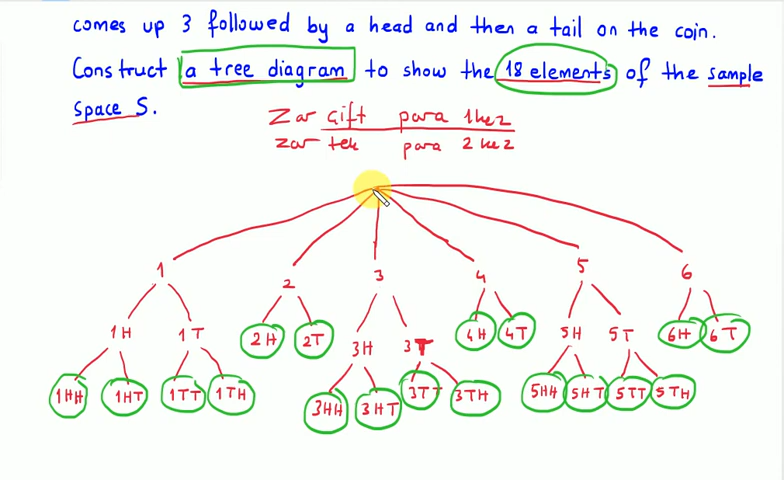 comes up 3 followed by a head and then a tail on the coin.
Construct a tree diagram to show the 18 elements of the sample
space S.
Zar çift para 1 kez
zar tek para 2 kez
1 2 3 4 5 6
1H 1T 2H 2T 3H 3T 4H 4T 5H 5T 6H 6T
1HH 1HT 1TT 1TH 3HH 3HT 3TT 3TH 5HH 5HT 5TT 5TH